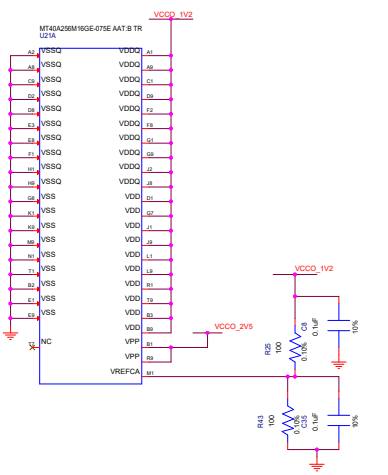 VCCO_1V2
MT40A256M16GE-075E AAT:B TR
U21A
A2 VSSQ VDDQ A1
A8 VSSQ VDDQ A9
C9 VSSQ VDDQ C1
D2 VSSQ VDDQ D9
D8 VSSQ VDDQ F2
E3 VSSQ VDDQ F8
E8 VSSQ VDDQ G1
F1 VSSQ VDDQ G9
H1 VSSQ VDDQ J2
H9 VSSQ VDDQ J8
G8 VSS VDD D1
K1 VSS VDD G7
K9 VSS VDD J1
M9 VSS VDD J9
N1 VSS VDD L1
T1 VSS VDD L9
B2 VSS VDD R1
E1 VSS VDD T9
E9 VSS VDD B3
VDD B9
T7 NC VPP B1
VPP R9
VREFCA M1
VCCO_2V5
VCCO_1V2
R25
100
0.10%
C8
0.1uF
10%
R43
100
0.10%
C35
0.1uF
10%